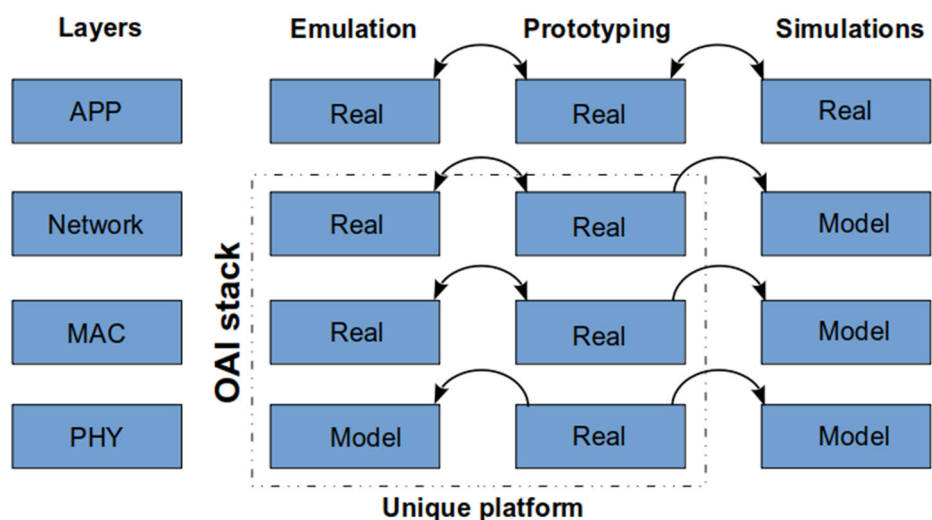 Layers Emulation Prototyping Simulations
APP Real Real Real
Network Real Real Model
MAC Real Real Model
PHY Model Real Model
OAI stack
Unique platform